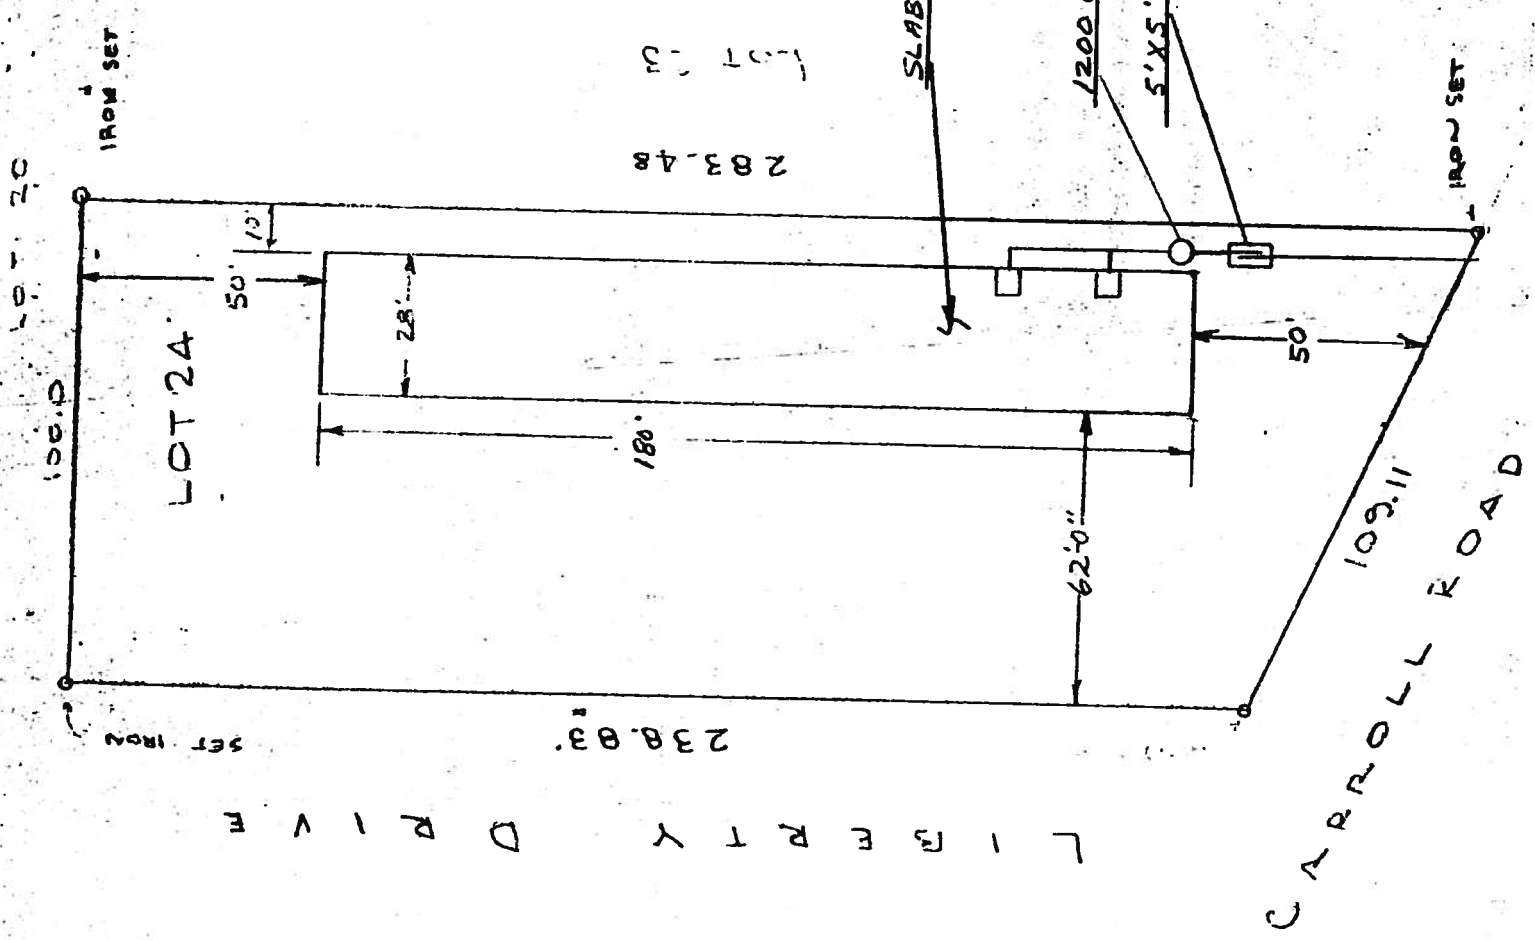 LOT 20
IRON SET
100.0
LOT 24
50'
10'
28'
180'
62'-0"
50'
283.48
SLAB
1200
5'X5'
IRON SET
109.11
CARROLL ROAD
SET IRON
238.83'
LIBERTY DRIVE